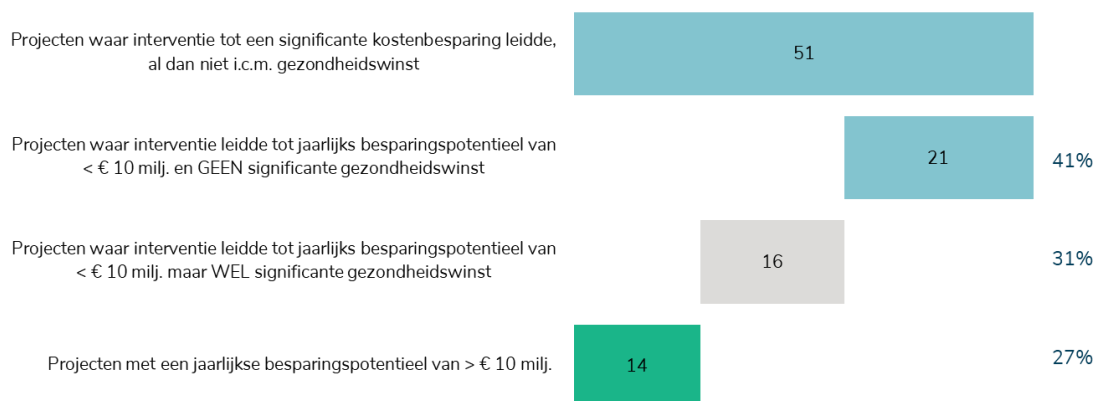 Projecten waar interventie tot een significante kostenbesparing leidde,
al dan niet i.c.m. gezondheidswinst
51
Projecten waar interventie leidde tot jaarlijks besparingspotentieel van
< € 10 milj. en GEEN significante gezondheidswinst
21
41%
Projecten waar interventie leidde tot jaarlijks besparingspotentieel van
< € 10 milj. maar WEL significante gezondheidswinst
16
31%
Projecten met een jaarlijkse besparingspotentieel van > € 10 milj.
14
27%